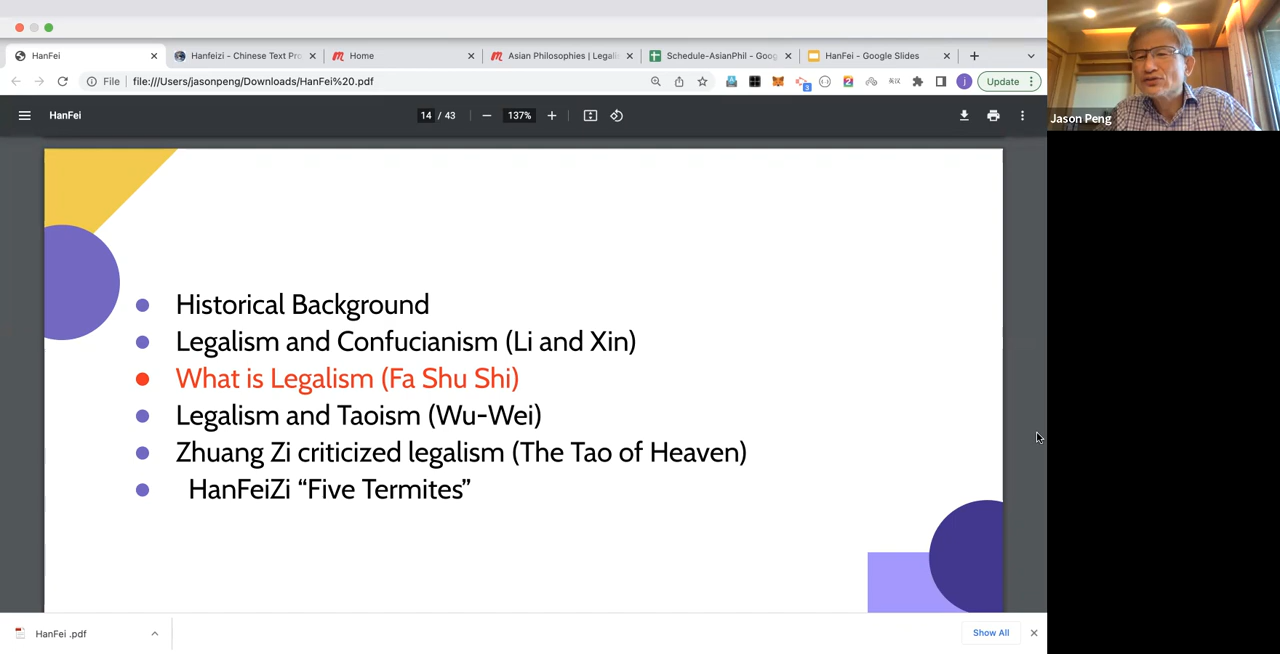 HanFei
Hanfeizi - Chinese Text Pro
Home
Asian Philosophies | Legali
Schedule-AsianPhil - Goog
HanFei - Google Slides
File
file:///Users/jasonpeng/Downloads/HanFei%20.pdf
3
j
Update
HanFei
14 / 43
137%
Jason Peng
Historical Background
Legalism and Confucianism (Li and Xin)
What is Legalism (Fa Shu Shi)
Legalism and Taoism (Wu-Wei)
Zhuang Zi criticized legalism (The Tao of Heaven)
HanFeiZi “Five Termites”
HanFei .pdf
Show All